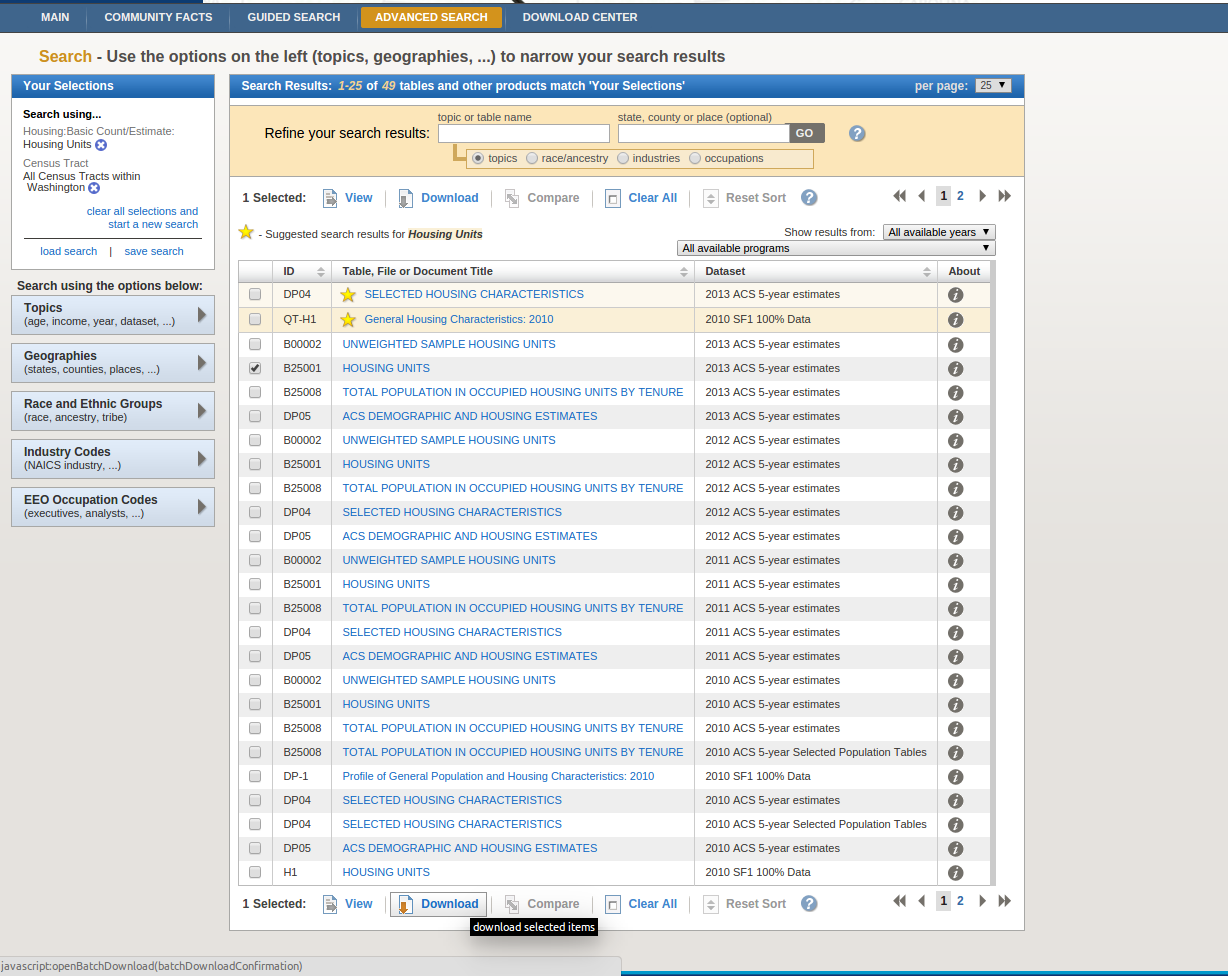 MAIN COMMUNITY FACTS GUIDED SEARCH ADVANCED SEARCH DOWNLOAD CENTER
Search - Use the options on the left (topics, geographies, ...) to narrow your search results
Your Selections
Search using...
Housing:Basic Count/Estimate:
Housing Units
Census Tract
All Census Tracts within
Washington
clear all selections and
start a new search
load search | save search
Search using the options below:
Topics
(age, income, year, dataset, ...)
Geographies
(states, counties, places, ...)
Race and Ethnic Groups
(race, ancestry, tribe)
Industry Codes
(NAICS industry, ...)
EEO Occupation Codes
(executives, analysts, ...)
Search Results: 1-25 of 49 tables and other products match 'Your Selections' per page: 25
topic or table name state, county or place (optional)
Refine your search results: GO ?
topics race/ancestry industries occupations
1 Selected: View Download Compare Clear All Reset Sort ? 1 2
- Suggested search results for Housing Units
Show results from: All available years
All available programs
ID Table, File or Document Title Dataset About
DP04 SELECTED HOUSING CHARACTERISTICS 2013 ACS 5-year estimates i
QT-H1 General Housing Characteristics: 2010 2010 SF1 100% Data i
B00002 UNWEIGHTED SAMPLE HOUSING UNITS 2013 ACS 5-year estimates i
B25001 HOUSING UNITS 2013 ACS 5-year estimates i
B25008 TOTAL POPULATION IN OCCUPIED HOUSING UNITS BY TENURE 2013 ACS 5-year estimates i
DP05 ACS DEMOGRAPHIC AND HOUSING ESTIMATES 2013 ACS 5-year estimates i
B00002 UNWEIGHTED SAMPLE HOUSING UNITS 2012 ACS 5-year estimates i
B25001 HOUSING UNITS 2012 ACS 5-year estimates i
B25008 TOTAL POPULATION IN OCCUPIED HOUSING UNITS BY TENURE 2012 ACS 5-year estimates i
DP04 SELECTED HOUSING CHARACTERISTICS 2012 ACS 5-year estimates i
DP05 ACS DEMOGRAPHIC AND HOUSING ESTIMATES 2012 ACS 5-year estimates i
B00002 UNWEIGHTED SAMPLE HOUSING UNITS 2011 ACS 5-year estimates i
B25001 HOUSING UNITS 2011 ACS 5-year estimates i
B25008 TOTAL POPULATION IN OCCUPIED HOUSING UNITS BY TENURE 2011 ACS 5-year estimates i
DP04 SELECTED HOUSING CHARACTERISTICS 2011 ACS 5-year estimates i
DP05 ACS DEMOGRAPHIC AND HOUSING ESTIMATES 2011 ACS 5-year estimates i
B00002 UNWEIGHTED SAMPLE HOUSING UNITS 2010 ACS 5-year estimates i
B25001 HOUSING UNITS 2010 ACS 5-year estimates i
B25008 TOTAL POPULATION IN OCCUPIED HOUSING UNITS BY TENURE 2010 ACS 5-year estimates i
B25008 TOTAL POPULATION IN OCCUPIED HOUSING UNITS BY TENURE 2010 ACS 5-year Selected Population Tables i
DP-1 Profile of General Population and Housing Characteristics: 2010 2010 SF1 100% Data i
DP04 SELECTED HOUSING CHARACTERISTICS 2010 ACS 5-year estimates i
DP04 SELECTED HOUSING CHARACTERISTICS 2010 ACS 5-year Selected Population Tables i
DP05 ACS DEMOGRAPHIC AND HOUSING ESTIMATES 2010 ACS 5-year estimates i
H1 HOUSING UNITS 2010 SF1 100% Data i
1 Selected: View Download Compare Clear All Reset Sort ? 1 2
download selected items
javascript:openBatchDownload(batchDownloadConfirmation)